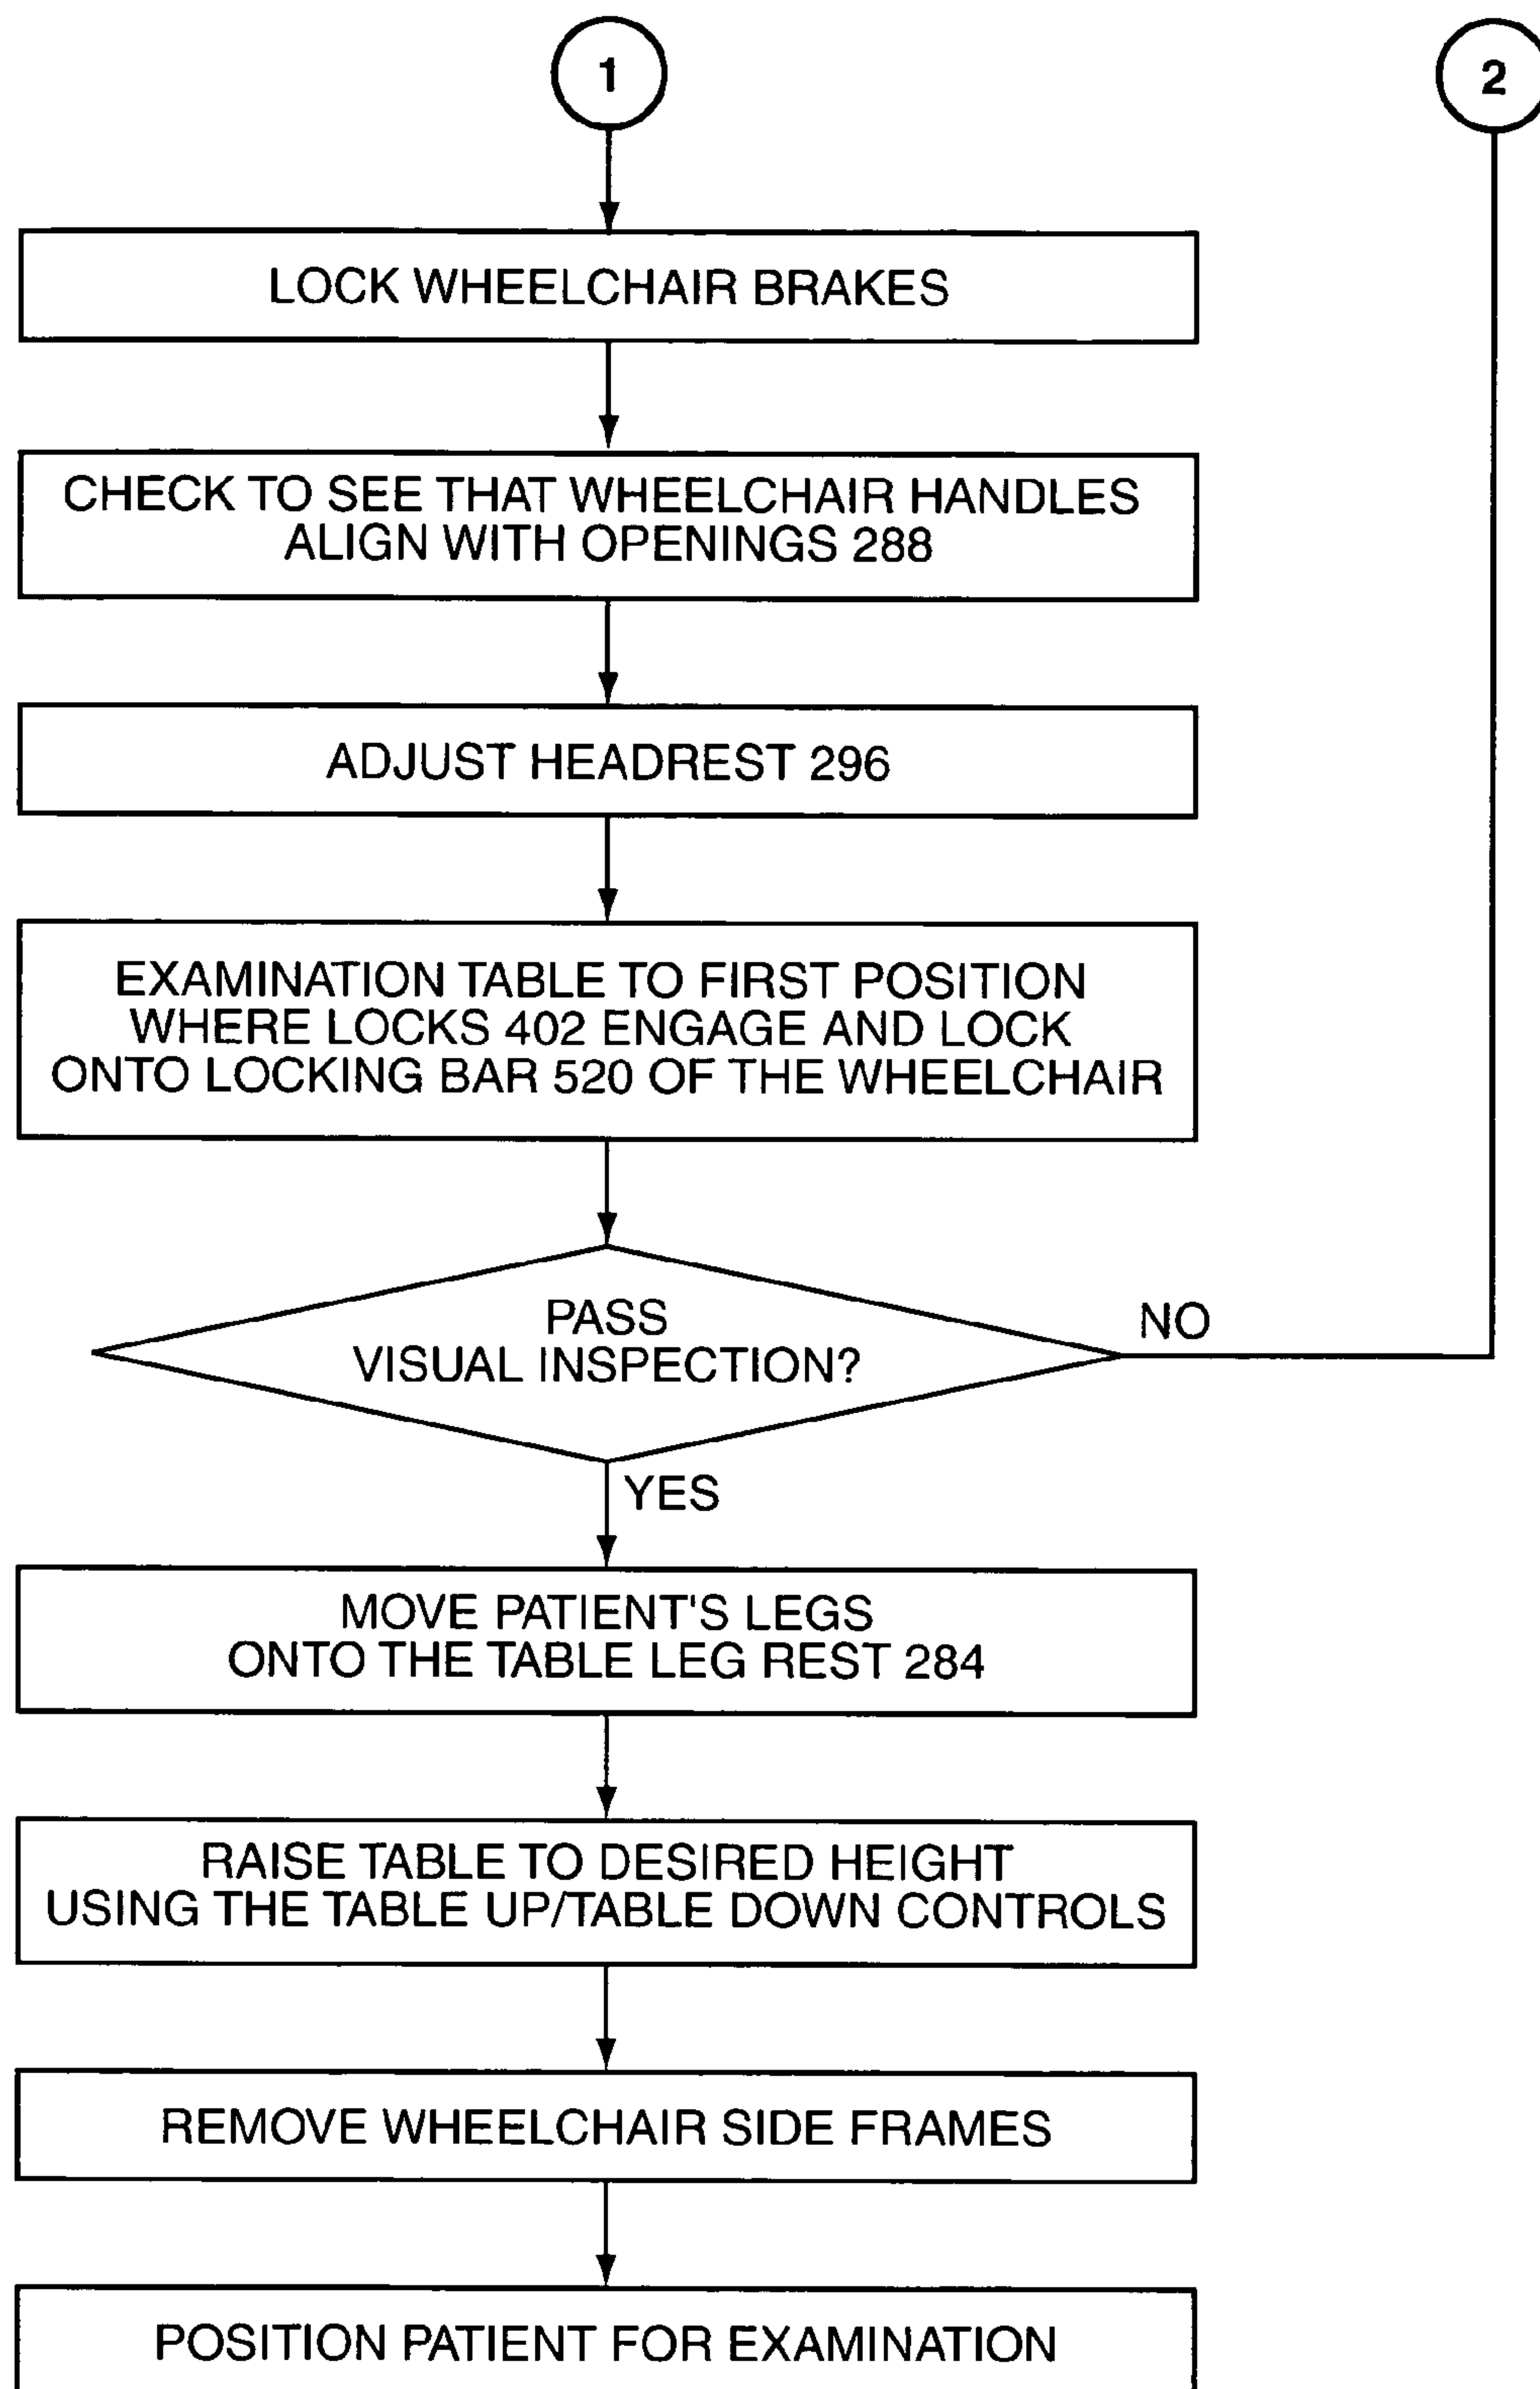 1
2
LOCK WHEELCHAIR BRAKES
CHECK TO SEE THAT WHEELCHAIR HANDLES
ALIGN WITH OPENINGS 288
ADJUST HEADREST 296
EXAMINATION TABLE TO FIRST POSITION
WHERE LOCKS 402 ENGAGE AND LOCK
ONTO LOCKING BAR 520 OF THE WHEELCHAIR
PASS
VISUAL INSPECTION?
NO
YES
MOVE PATIENT'S LEGS
ONTO THE TABLE LEG REST 284
RAISE TABLE TO DESIRED HEIGHT
USING THE TABLE UP/TABLE DOWN CONTROLS
REMOVE WHEELCHAIR SIDE FRAMES
POSITION PATIENT FOR EXAMINATION